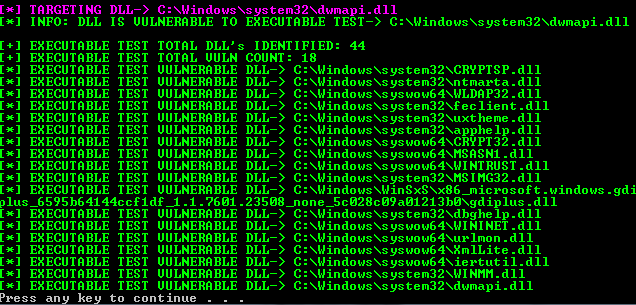 [*] TARGETING DLL-> C:\Windows\system32\dwmapi.dll
[*] INFO: DLL IS VULNERABLE TO EXECUTABLE TEST-> C:\Windows\system32\dwmapi.dll
[+] EXECUTABLE TEST TOTAL DLL's IDENTIFIED: 44
[+] EXECUTABLE TEST TOTAL VULN COUNT: 18
[*] EXECUTABLE TEST VULNERABLE DLL-> C:\Windows\system32\CRYPTSP.dll
[*] EXECUTABLE TEST VULNERABLE DLL-> C:\Windows\system32\ntmarta.dll
[*] EXECUTABLE TEST VULNERABLE DLL-> C:\Windows\syswow64\WLDAP32.dll
[*] EXECUTABLE TEST VULNERABLE DLL-> C:\Windows\system32\feclient.dll
[*] EXECUTABLE TEST VULNERABLE DLL-> C:\Windows\system32\uxtheme.dll
[*] EXECUTABLE TEST VULNERABLE DLL-> C:\Windows\system32\apphelp.dll
[*] EXECUTABLE TEST VULNERABLE DLL-> C:\Windows\syswow64\CRYPT32.dll
[*] EXECUTABLE TEST VULNERABLE DLL-> C:\Windows\syswow64\MSASN1.dll
[*] EXECUTABLE TEST VULNERABLE DLL-> C:\Windows\syswow64\WINTRUST.dll
[*] EXECUTABLE TEST VULNERABLE DLL-> C:\Windows\system32\MSIMG32.dll
[*] EXECUTABLE TEST VULNERABLE DLL-> C:\Windows\WinSxS\x86_microsoft.windows.gdi
plus_6595b64144ccf1df_1.1.7601.23508_none_5c028c09a01213b0\gdiplus.dll
[*] EXECUTABLE TEST VULNERABLE DLL-> C:\Windows\system32\dbghelp.dll
[*] EXECUTABLE TEST VULNERABLE DLL-> C:\Windows\syswow64\WININET.dll
[*] EXECUTABLE TEST VULNERABLE DLL-> C:\Windows\syswow64\urlmon.dll
[*] EXECUTABLE TEST VULNERABLE DLL-> C:\Windows\system32\XmlLite.dll
[*] EXECUTABLE TEST VULNERABLE DLL-> C:\Windows\syswow64\iertutil.dll
[*] EXECUTABLE TEST VULNERABLE DLL-> C:\Windows\system32\WINMM.dll
[*] EXECUTABLE TEST VULNERABLE DLL-> C:\Windows\system32\dwmapi.dll
Press any key to continue . . .